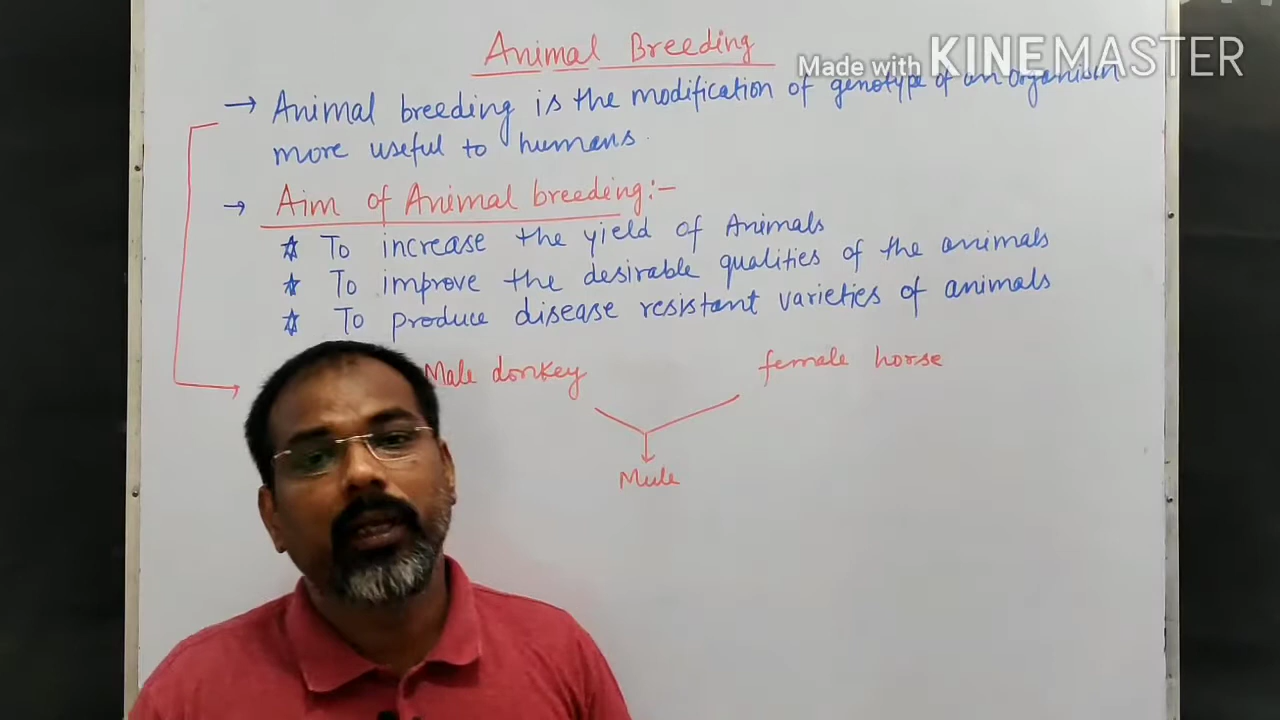 Animal Breeding
Made with KINEMASTER
→ Animal breeding is the modification of genotype of an organism
more useful to humans.
→ Aim of Animal breeding:-
☆ To increase the yield of Animals
☆ To improve the desirable qualities of the animals
☆ To produce disease resistant varieties of animals
Male donkey female horse
Mule